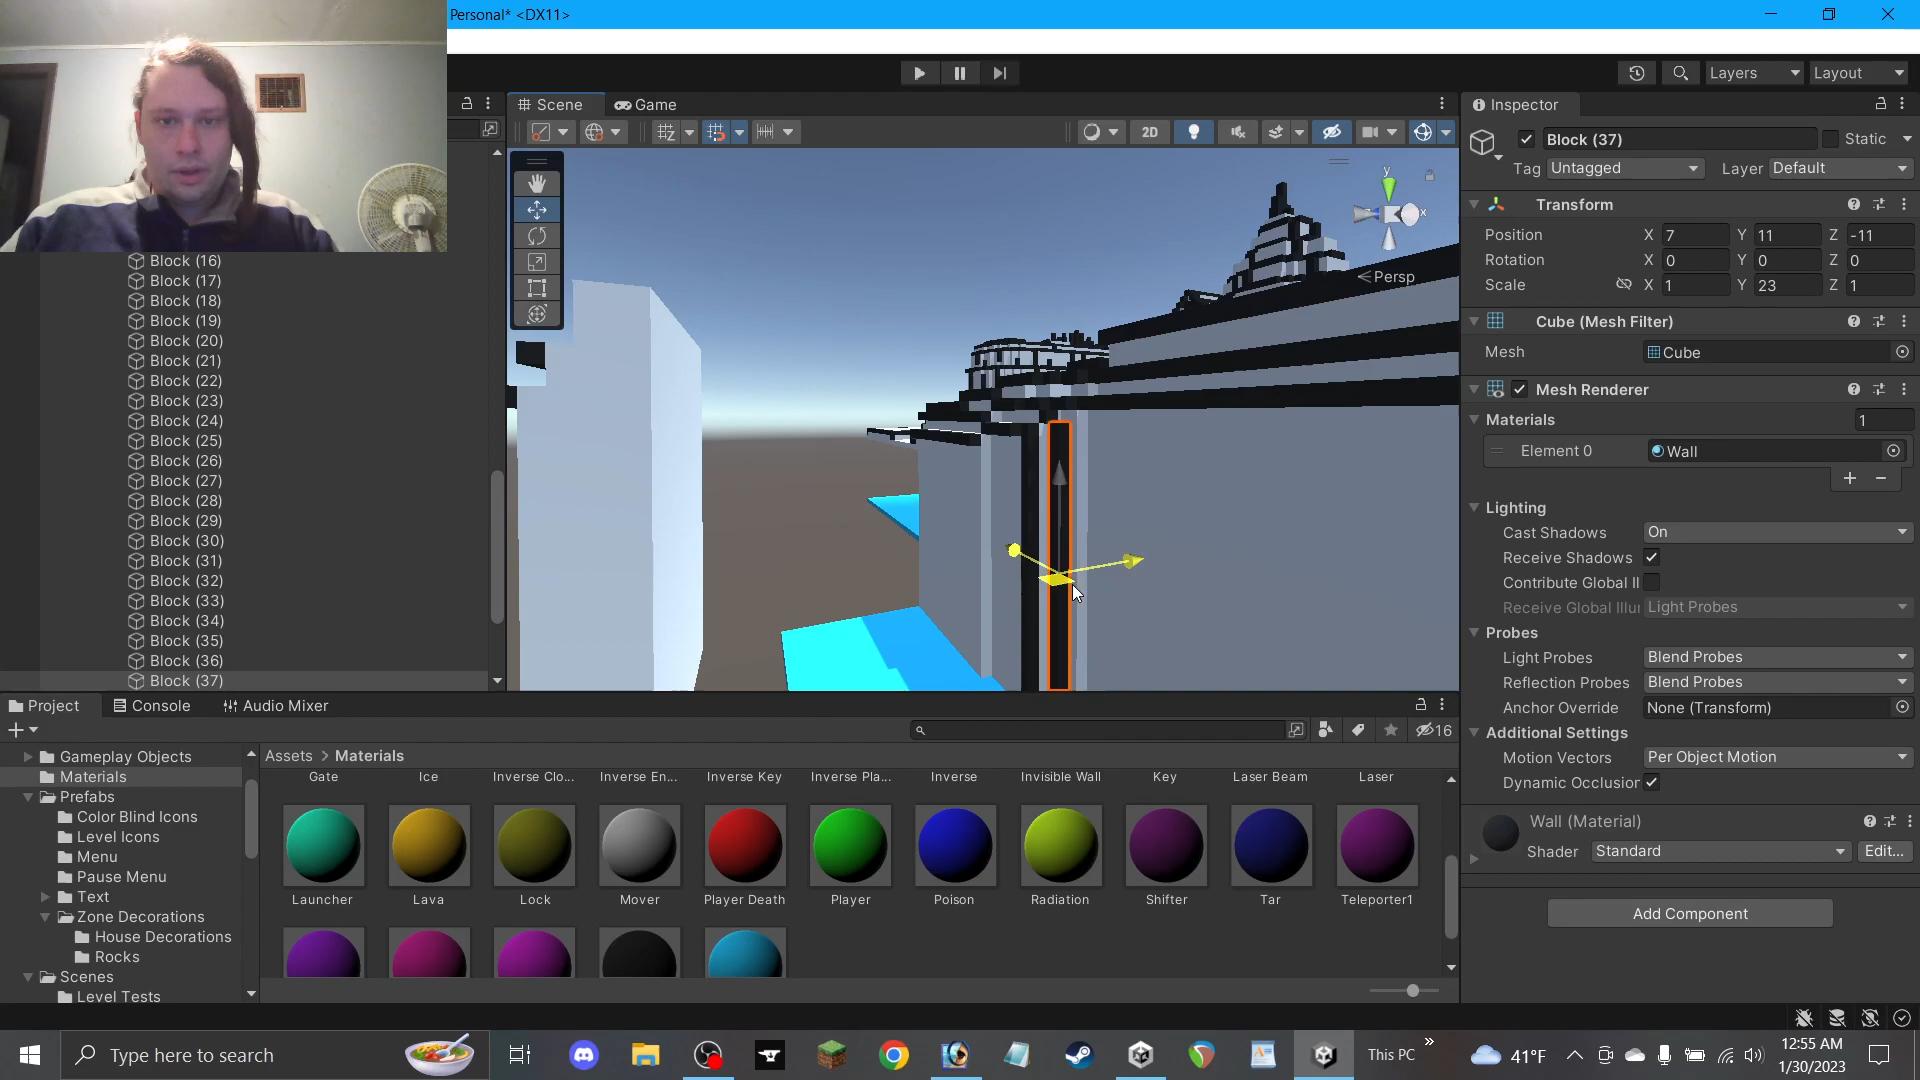 Personal* <DX11>
Layers
Layout
Scene
Game
Inspector
2D
y
x
Persp
Block (37)
Static
Tag Untagged
Layer Default
Transform
Position X 7 Y 11 Z -11
Rotation X 0 Y 0 Z 0
Scale X 1 Y 23 Z 1
Cube (Mesh Filter)
Mesh Cube
Mesh Renderer
Materials 1
Element 0 Wall
Lighting
Cast Shadows On
Receive Shadows
Contribute Global Il
Receive Global Illur Light Probes
Probes
Light Probes Blend Probes
Reflection Probes Blend Probes
Anchor Override None (Transform)
Additional Settings
Motion Vectors Per Object Motion
Dynamic Occlusior
Wall (Material)
Shader Standard Edit...
Add Component
Block (16)
Block (17)
Block (18)
Block (19)
Block (20)
Block (21)
Block (22)
Block (23)
Block (24)
Block (25)
Block (26)
Block (27)
Block (28)
Block (29)
Block (30)
Block (31)
Block (32)
Block (33)
Block (34)
Block (35)
Block (36)
Block (37)
Project
Console
Audio Mixer
16
Gameplay Objects
Materials
Prefabs
Color Blind Icons
Level Icons
Menu
Pause Menu
Text
Zone Decorations
House Decorations
Rocks
Scenes
Level Tests
Assets > Materials
Gate Ice Inverse Clo... Inverse En... Inverse Key Inverse Pla... Inverse Invisible Wall Key Laser Beam Laser
Launcher Lava Lock Mover Player Death Player Poison Radiation Shifter Tar Teleporter1
Type here to search
This PC
41°F
12:55 AM
1/30/2023